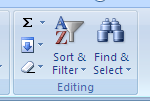 Σ
A
Z
Sort & Find &
Filter Select
Editing